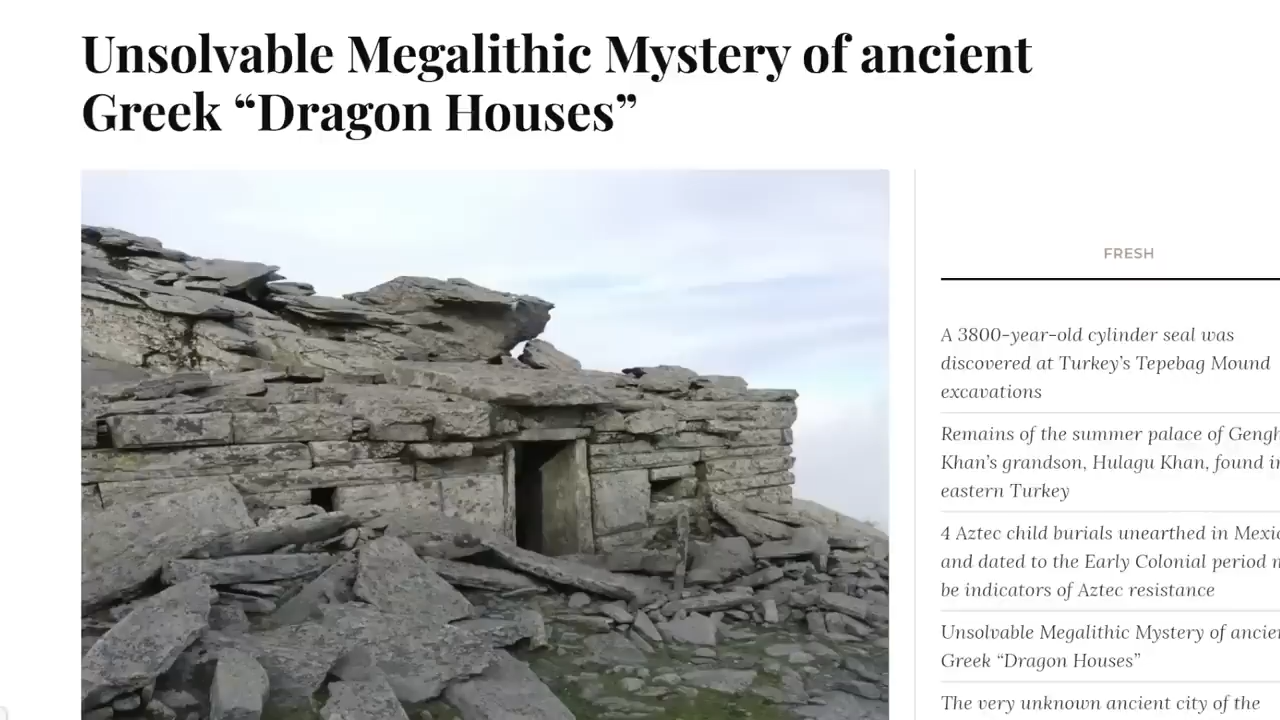 Unsolvable Megalithic Mystery of ancient
Greek “Dragon Houses”
FRESH
A 3800-year-old cylinder seal was
discovered at Turkey’s Tepebag Mound
excavations
Remains of the summer palace of
Khan’s grandson, Hulagu Khan, found
eastern Turkey
4 Aztec child burials unearthed in
and dated to the Early Colonial period
be indicators of Aztec resistance
Unsolvable Megalithic Mystery of
Greek “Dragon Houses”
The very unknown ancient city of the